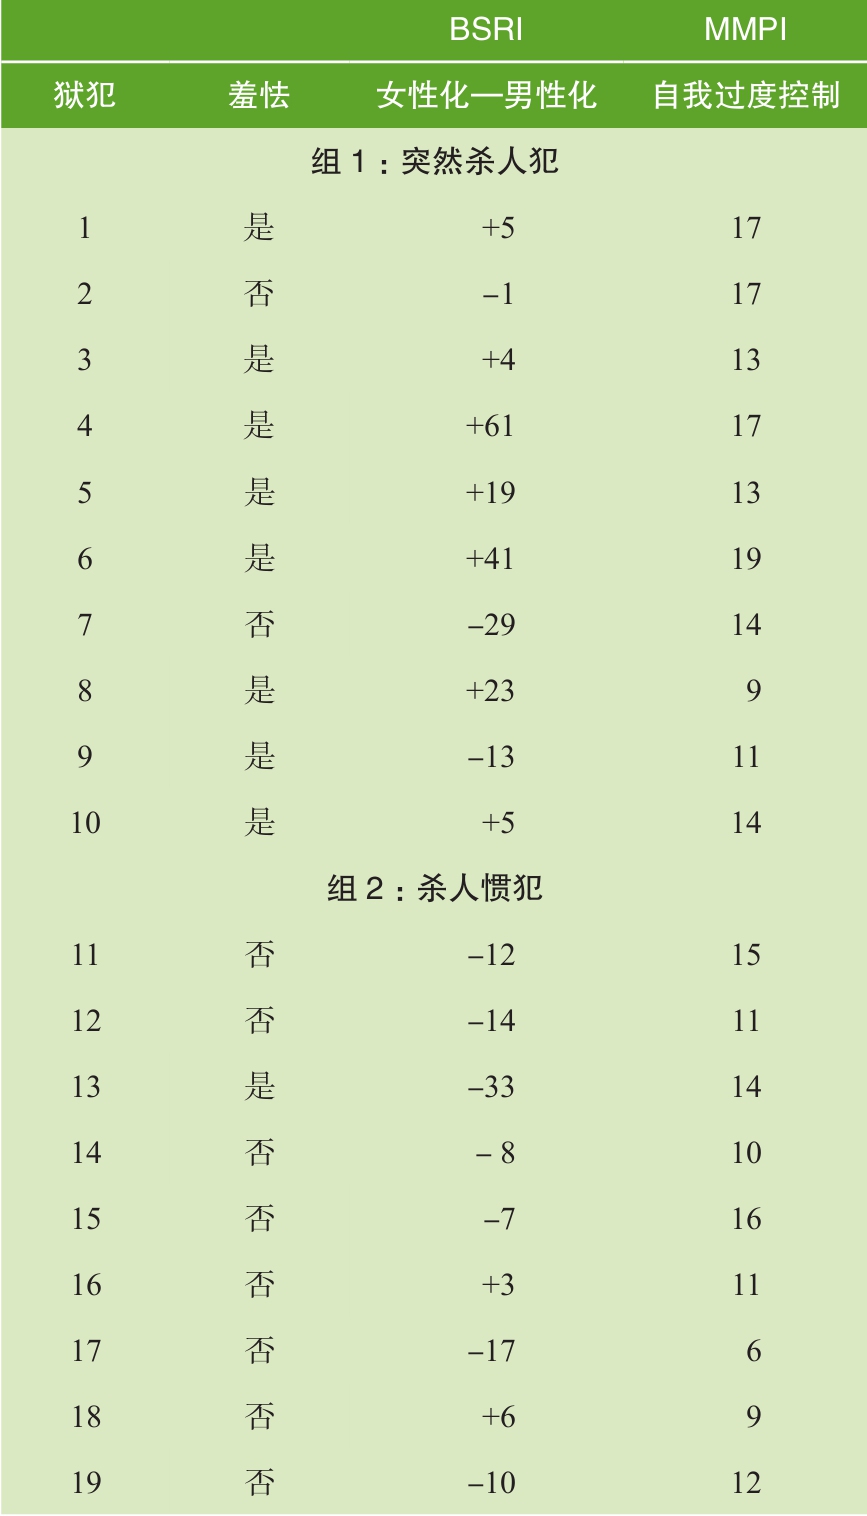 BSRI MMPI
狱犯 羞怯 女性化—男性化 自我过度控制
组 1：突然杀人犯
1 是 +5 17
2 否 –1 17
3 是 +4 13
4 是 +61 17
5 是 +19 13
6 是 +41 19
7 否 –29 14
8 是 +23 9
9 是 –13 11
10 是 +5 14
组 2：杀人惯犯
11 否 –12 15
12 否 –14 11
13 是 –33 14
14 否 – 8 10
15 否 –7 16
16 否 +3 11
17 否 –17 6
18 否 +6 9
19 否 –10 12